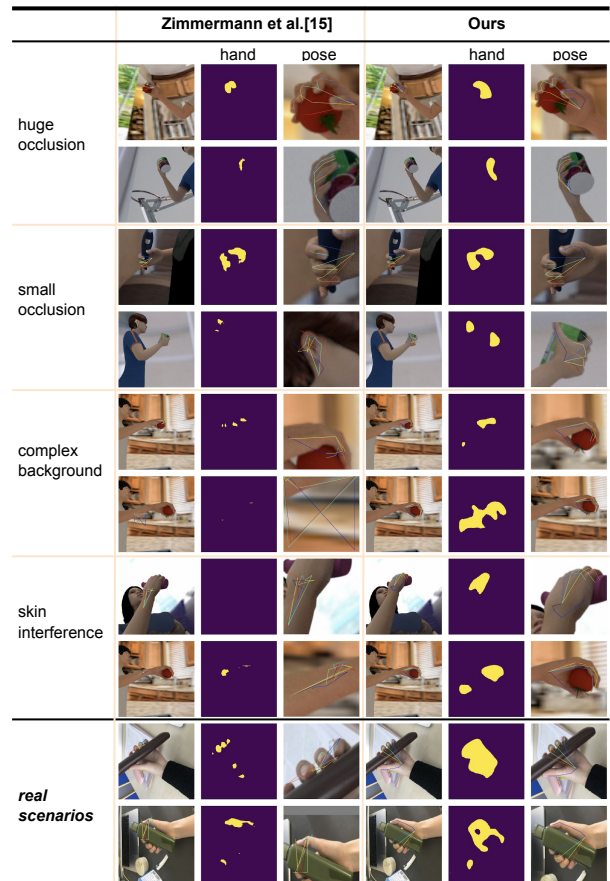 Zimmermann et al.[15] Ours
hand pose hand pose
huge
occlusion
small
occlusion
complex
background
skin
interference
real
scenarios